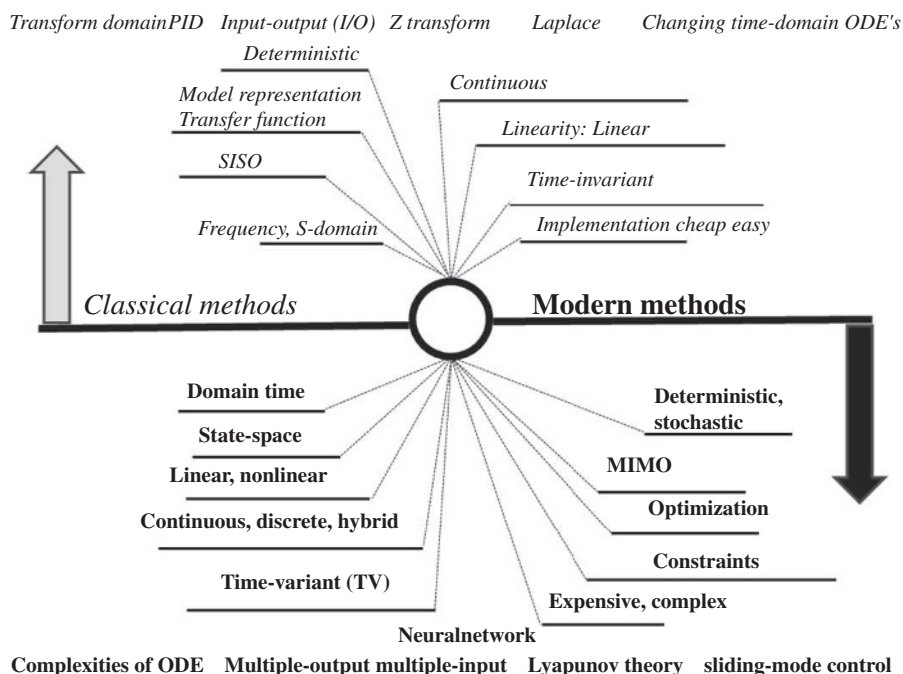 Transform domainPID Input-output (I/O) Z transform Laplace Changing time-domain ODE's
Deterministic
Model representation
Transfer function
SISO
Frequency, S-domain
Continuous
Linearity: Linear
Time-invariant
Implementation cheap easy
Classical methods
Modern methods
Domain time
State-space
Linear, nonlinear
Continuous, discrete, hybrid
Time-variant (TV)
Deterministic,
stochastic
MIMO
Optimization
Constraints
Expensive, complex
Neuralnetwork
Complexities of ODE Multiple-output multiple-input Lyapunov theory sliding-mode control